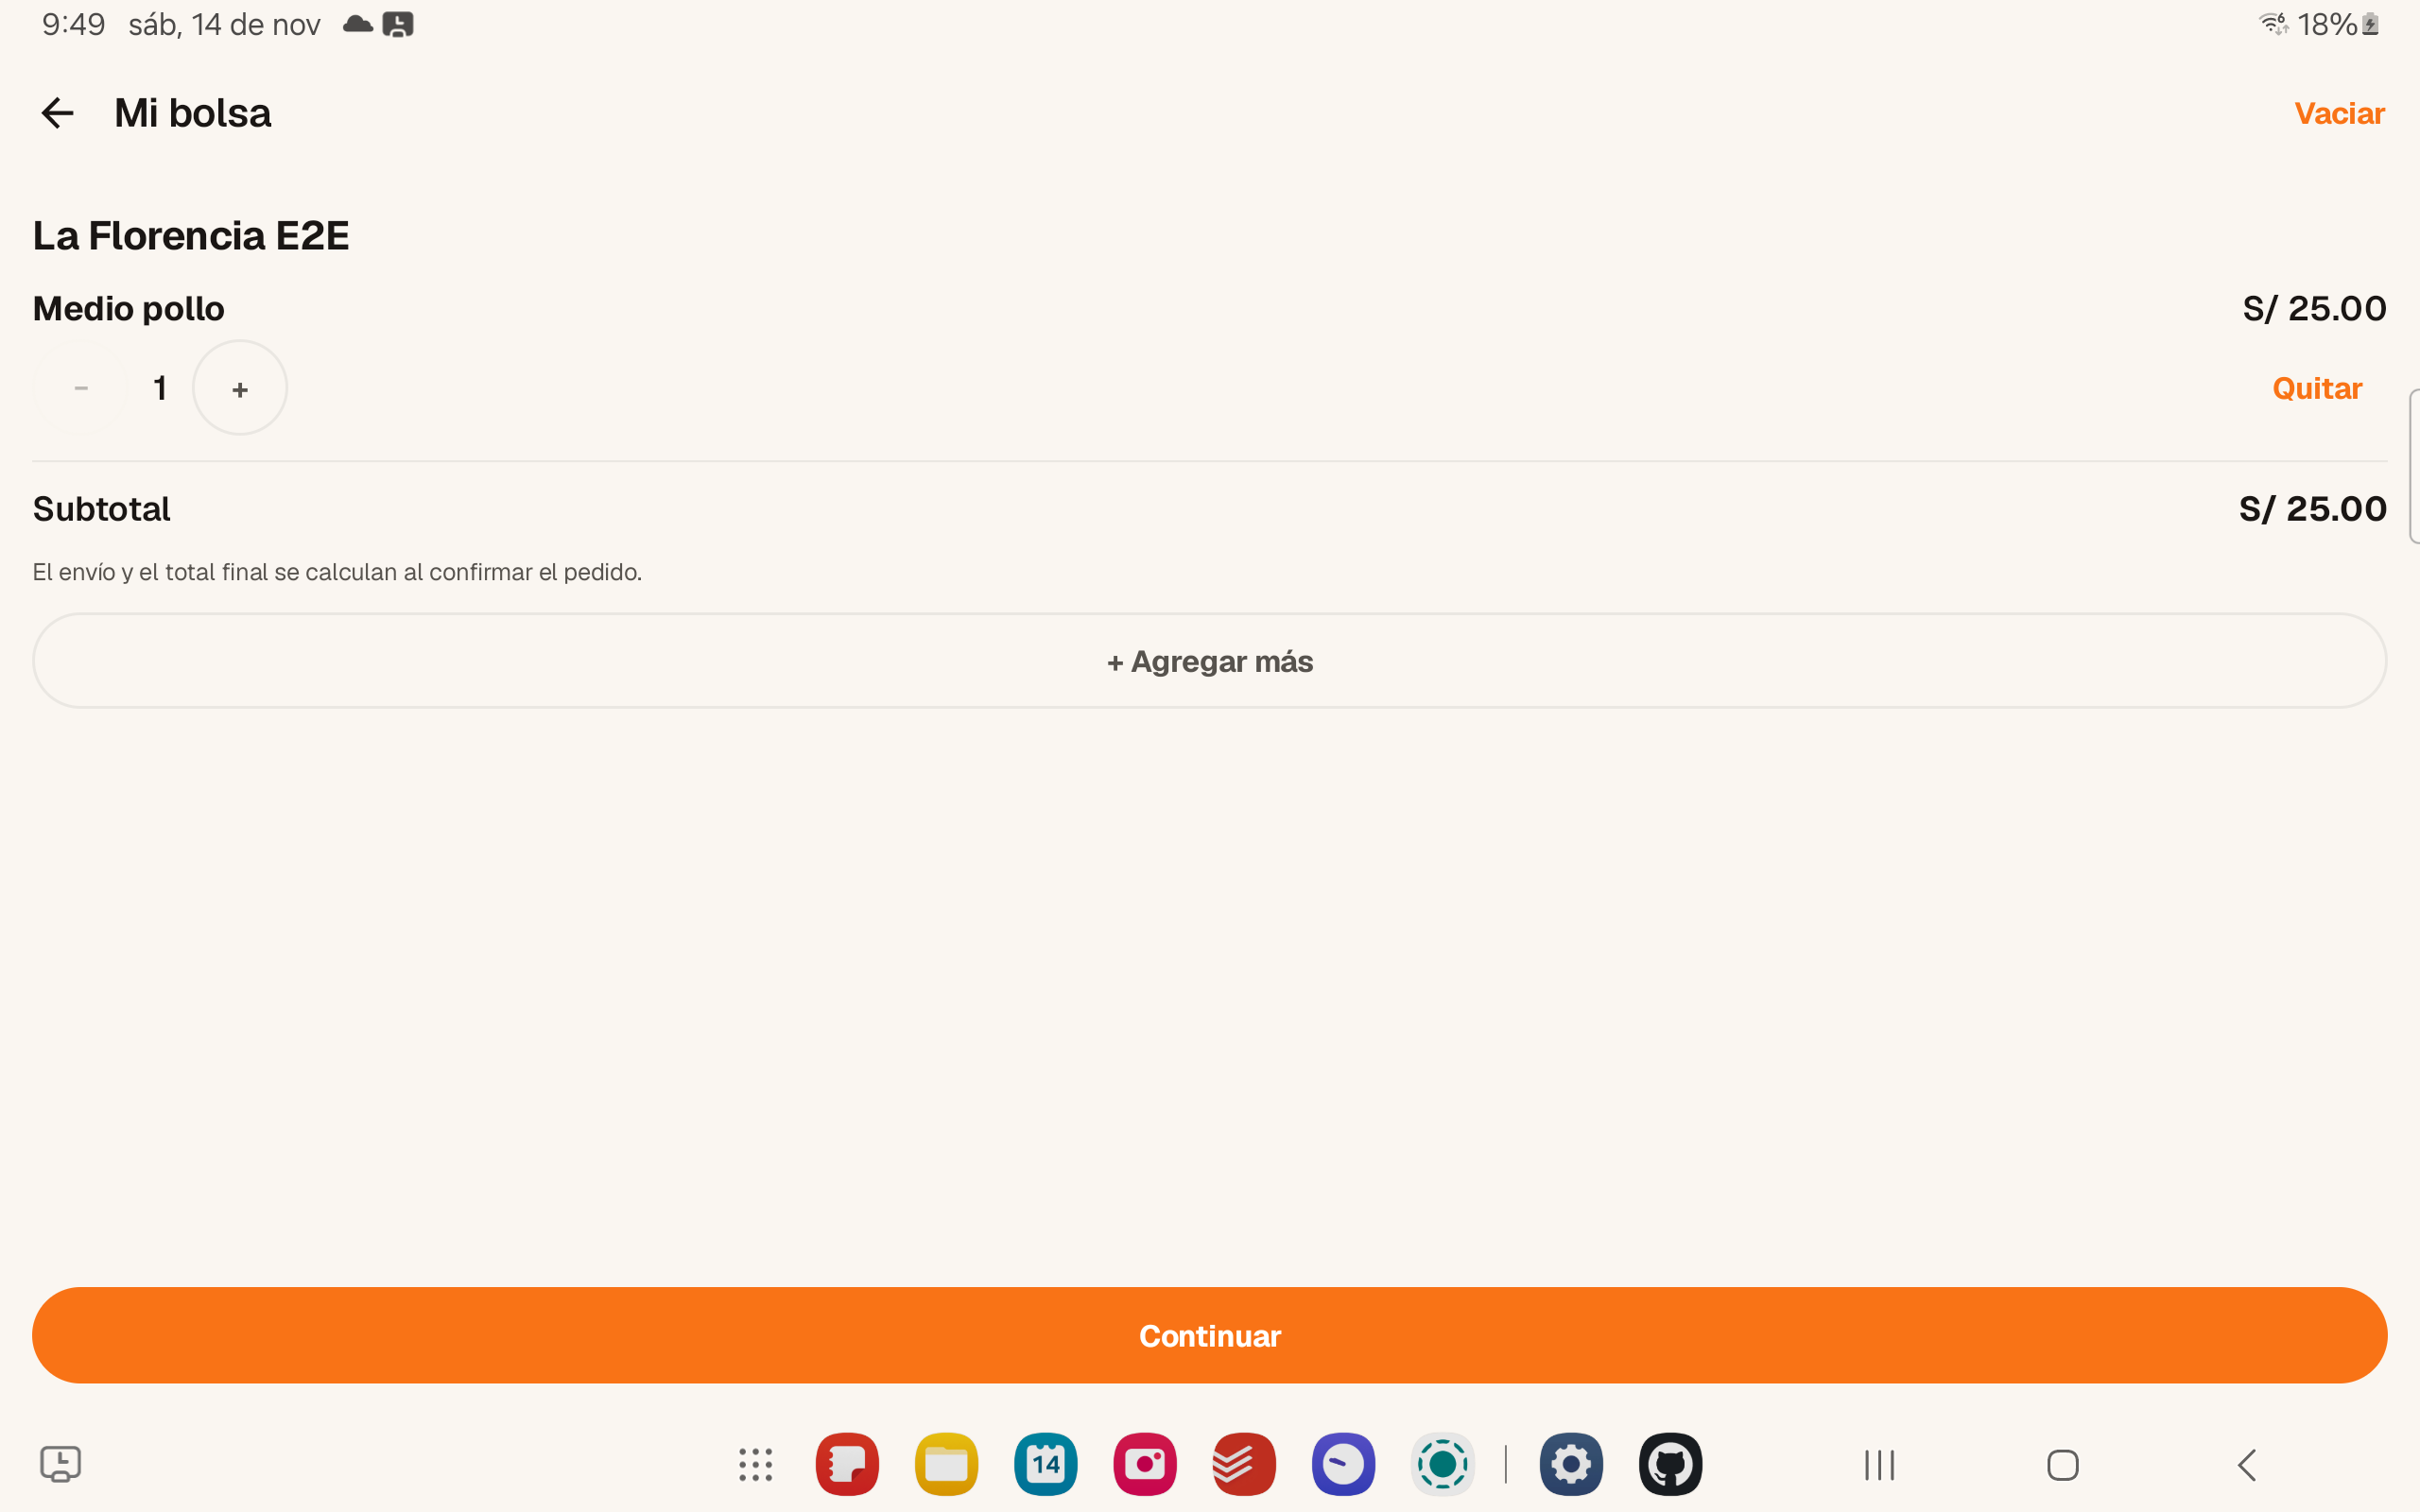 9:49 sáb, 14 de nov
6 18%
Mi bolsa
Vaciar
La Florencia E2E
Medio pollo S/ 25.00
− 1 + Quitar
Subtotal S/ 25.00
El envío y el total final se calculan al confirmar el pedido.
+ Agregar más
Continuar
14